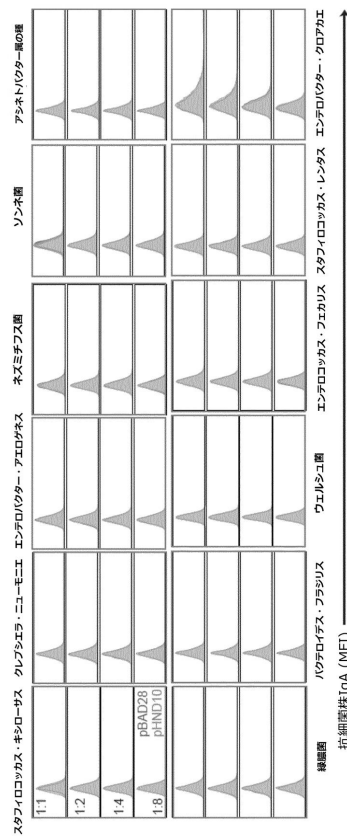 スタフィロコッカス・キシローサス
クレブシエラ・ニューモニエ
エンテロバクター・アエロゲネス
ネズミチフス菌
ソンネ菌
アシネトバクター属の種
1:1
1:2
1:4
1:8
pBAD28
pHND10
緑膿菌
バクテロイデス・フラジリス
ウェルシュ菌
エンテロコッカス・フェカリス
スタフィロコッカス・レンタス
エンテロバクター・クロアカエ
抗細菌株IgA (MFI)